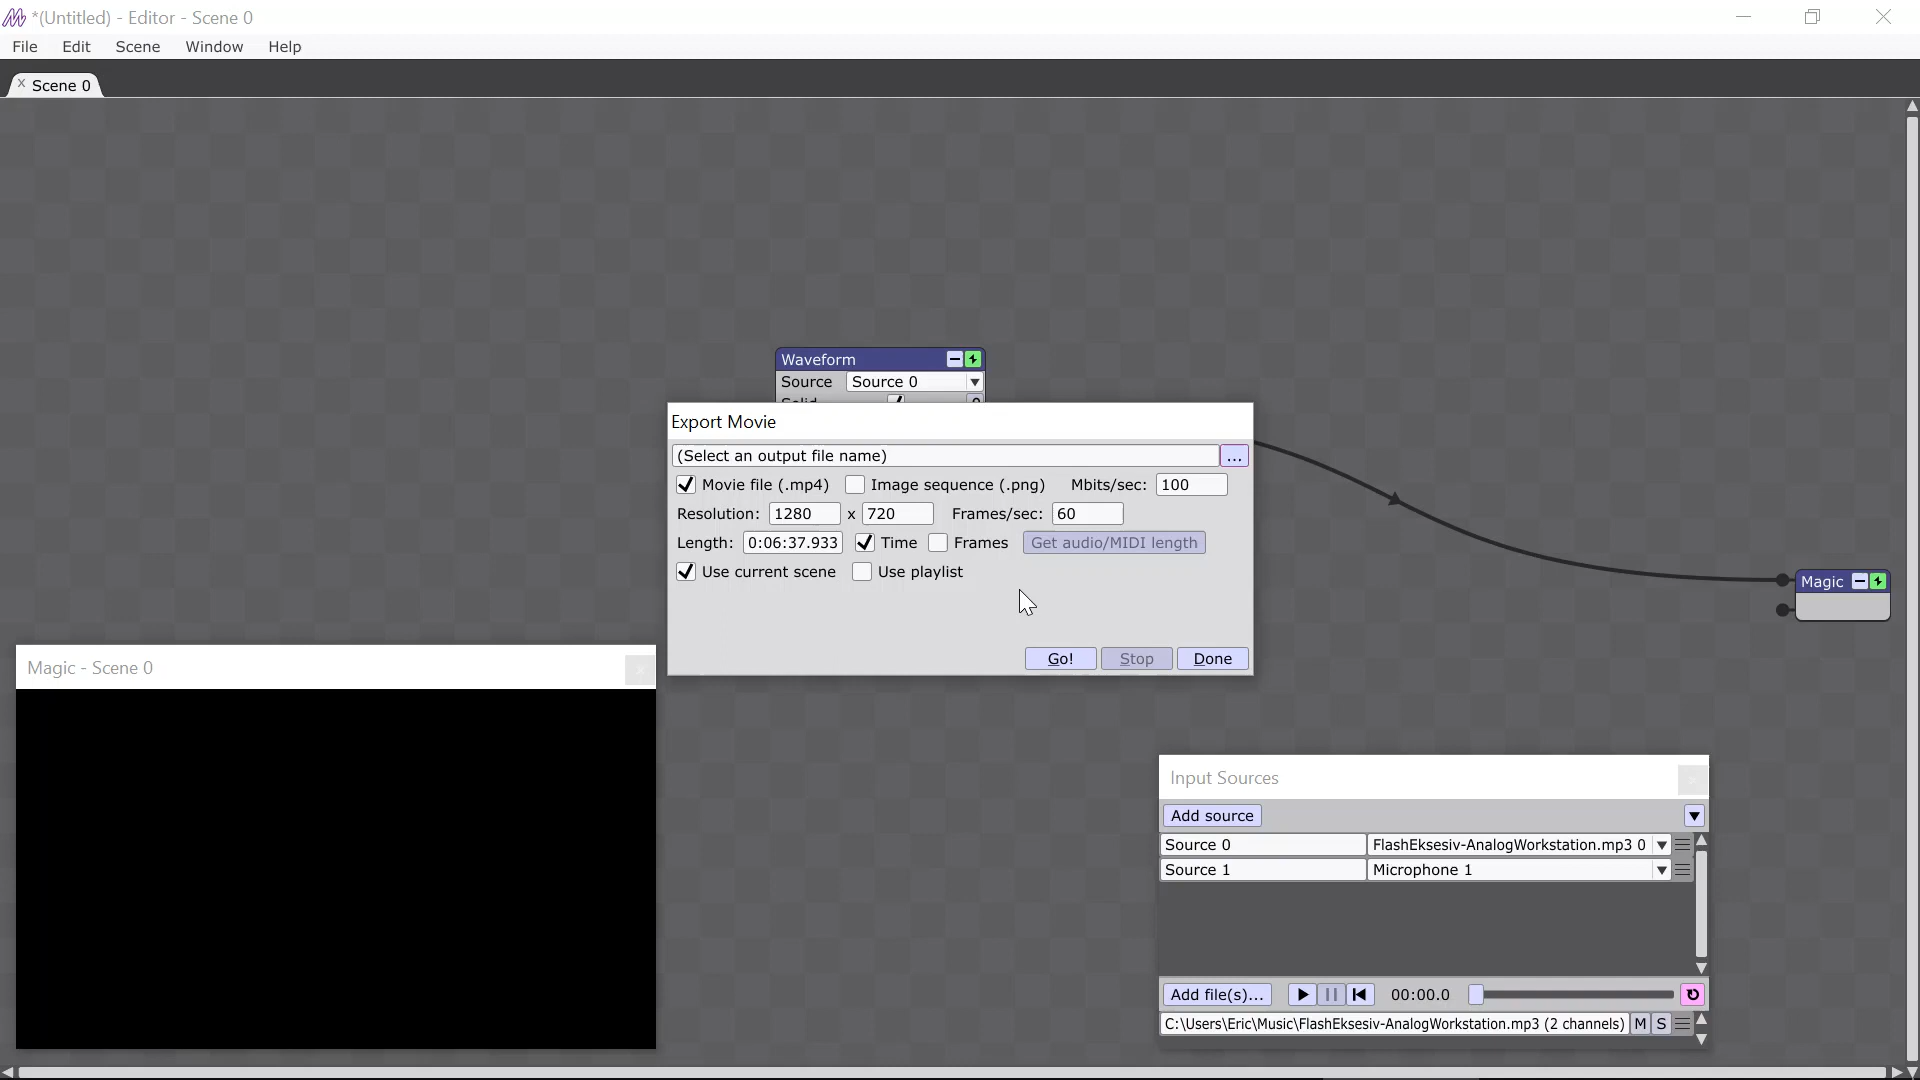 *(Untitled) - Editor - Scene 0
File Edit Scene Window Help
x Scene 0
Waveform
Source Source 0
Solid
Export Movie
(Select an output file name) ...
Movie file (.mp4) Image sequence (.png) Mbits/sec: 100
Resolution: 1280 x 720 Frames/sec: 60
Length: 0:06:37.933 Time Frames Get audio/MIDI length
Use current scene Use playlist
Go! Stop Done
Magic
Magic - Scene 0
Input Sources
Add source
Source 0 FlashEksesiv-AnalogWorkstation.mp3 0
Source 1 Microphone 1
Add file(s)... 00:00.0
C:\Users\Eric\Music\FlashEksesiv-AnalogWorkstation.mp3 (2 channels) M S